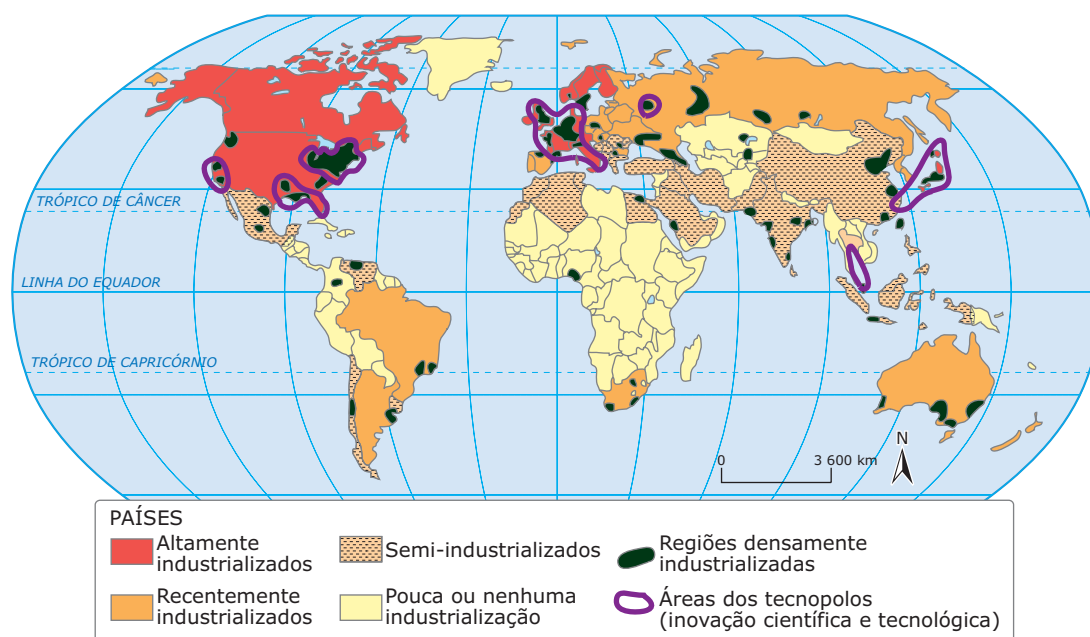 TRÓPICO DE CÂNCER
LINHA DO EQUADOR
TRÓPICO DE CAPRICÓRNIO
N
0 3 600 km
PAÍSES
Altamente
industrializados
Recentemente
industrializados
Semi-industrializados
Pouca ou nenhuma
industrialização
Regiões densamente
industrializadas
Áreas dos tecnopolos
(inovação científica e tecnológica)